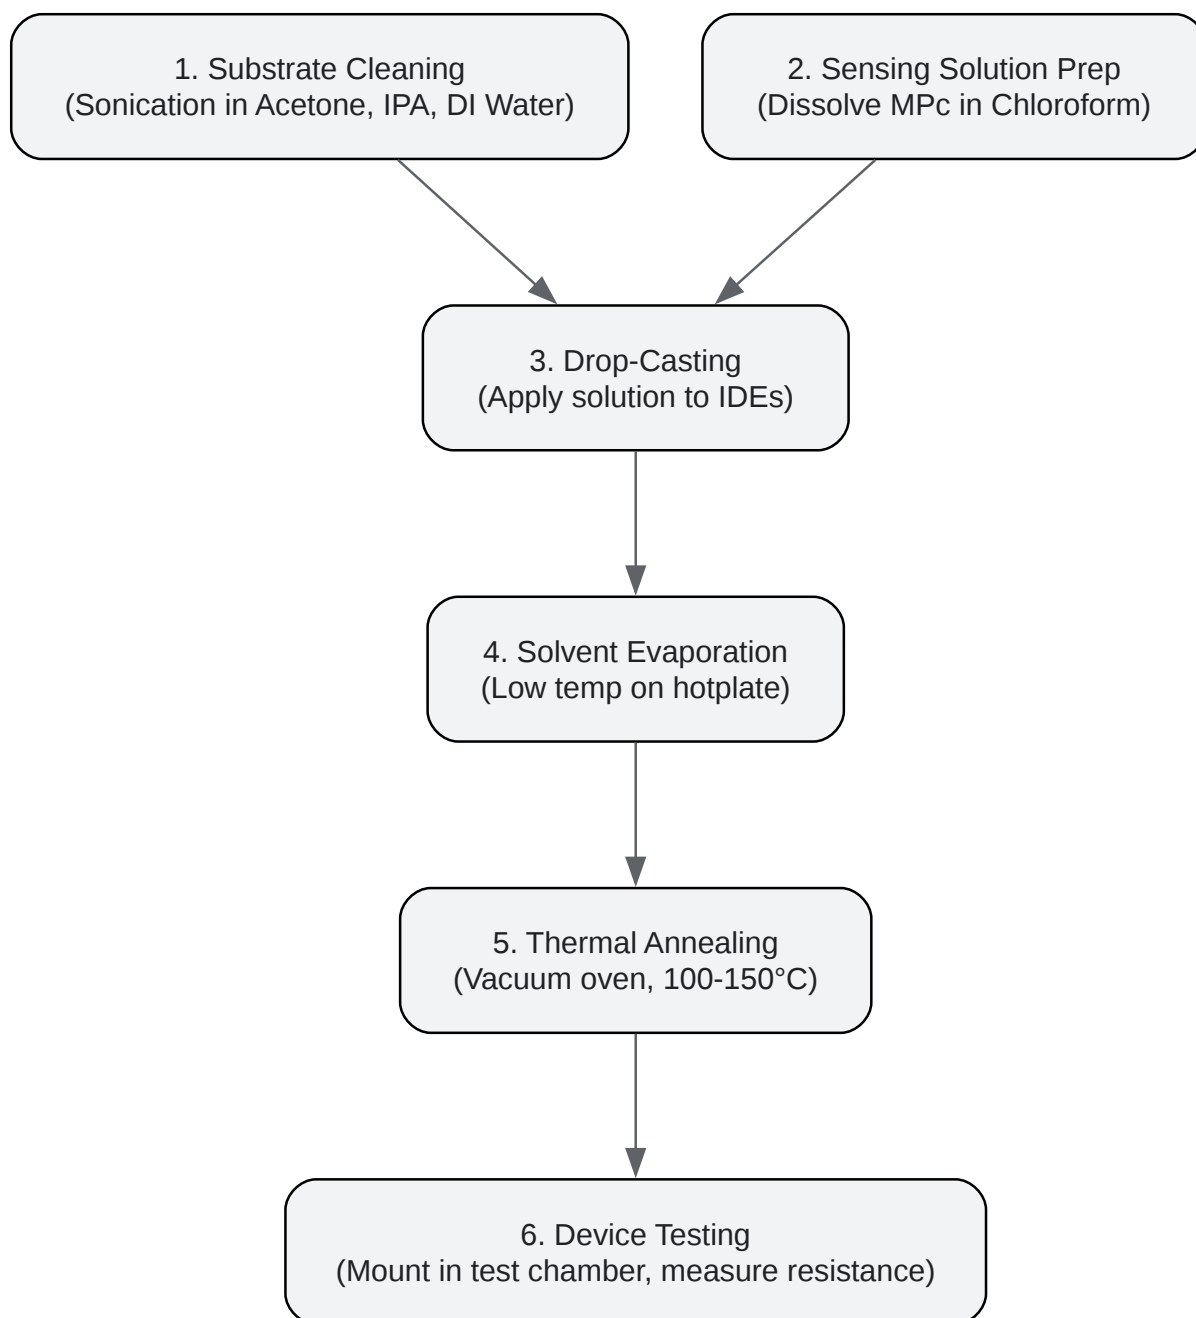 1. Substrate Cleaning
(Sonication in Acetone, IPA, DI Water)
2. Sensing Solution Prep
(Dissolve MPc in Chloroform)
3. Drop-Casting
(Apply solution to IDEs)
4. Solvent Evaporation
(Low temp on hotplate)
5. Thermal Annealing
(Vacuum oven, 100-150°C)
6. Device Testing
(Mount in test chamber, measure resistance)